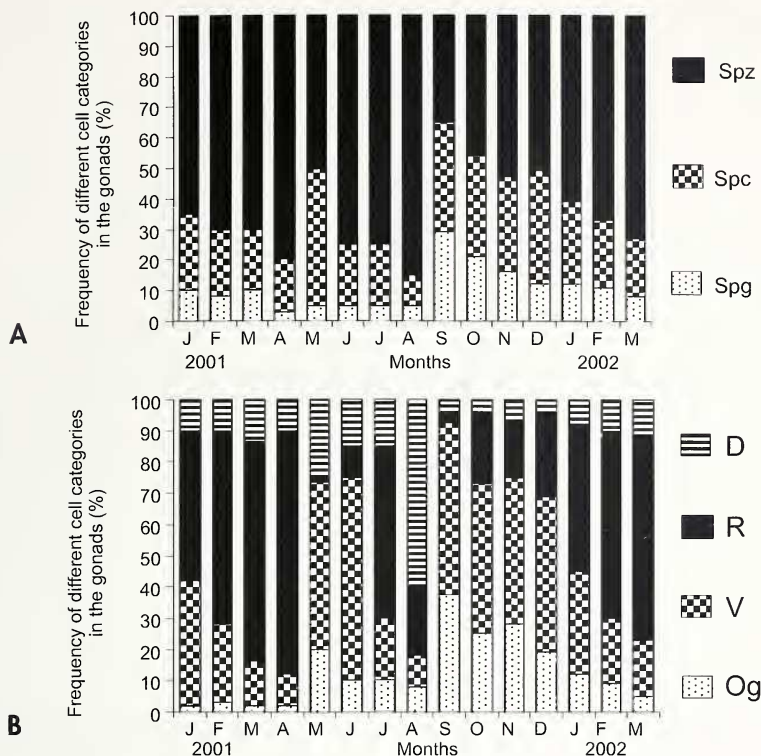 Frequency of different cell categories
in the gonads (%)
100
90
80
70
60
50
40
30
20
10
0
J F M A M J J A S O N D J F M
2001 Months 2002
Spz
Spc
Spg
A
Frequency of different cell categories
in the gonads (%)
100
90
80
70
60
50
40
30
20
10
0
J F M A M J J A S O N D J F M
2001 Months 2002
D
R
V
Og
B